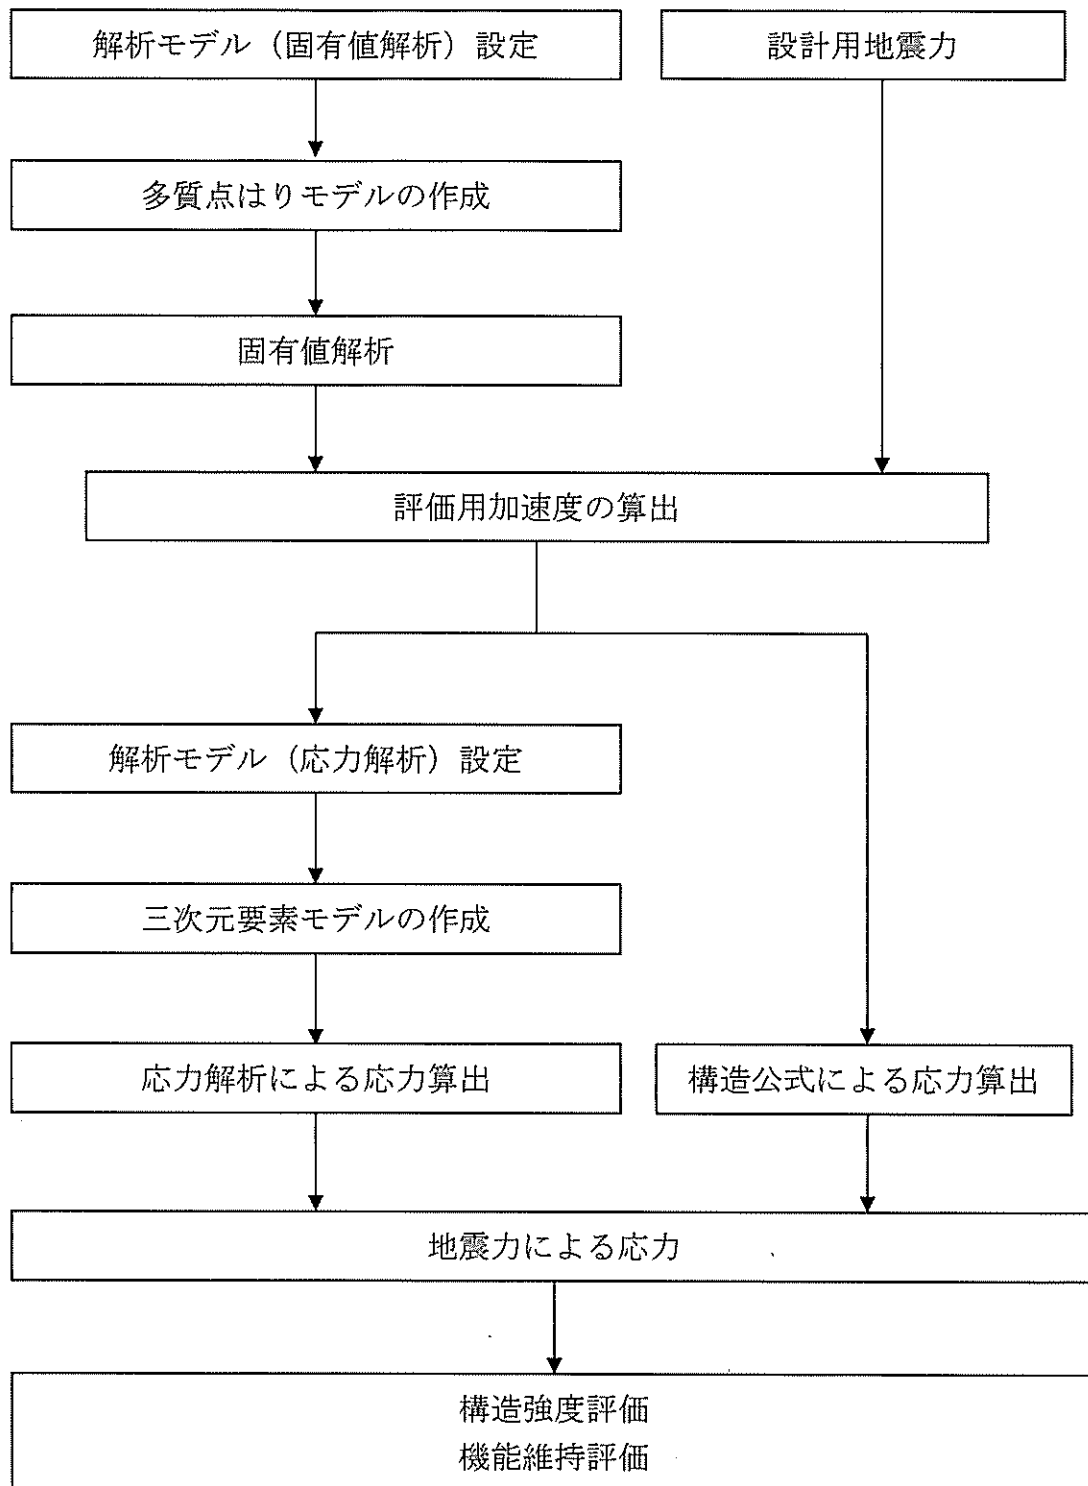 解析モデル（固有値解析）設定
設計用地震力
多質点はりモデルの作成
固有値解析
評価用加速度の算出
解析モデル（応力解析）設定
三次元要素モデルの作成
応力解析による応力算出
構造公式による応力算出
地震力による応力
構造強度評価
機能維持評価